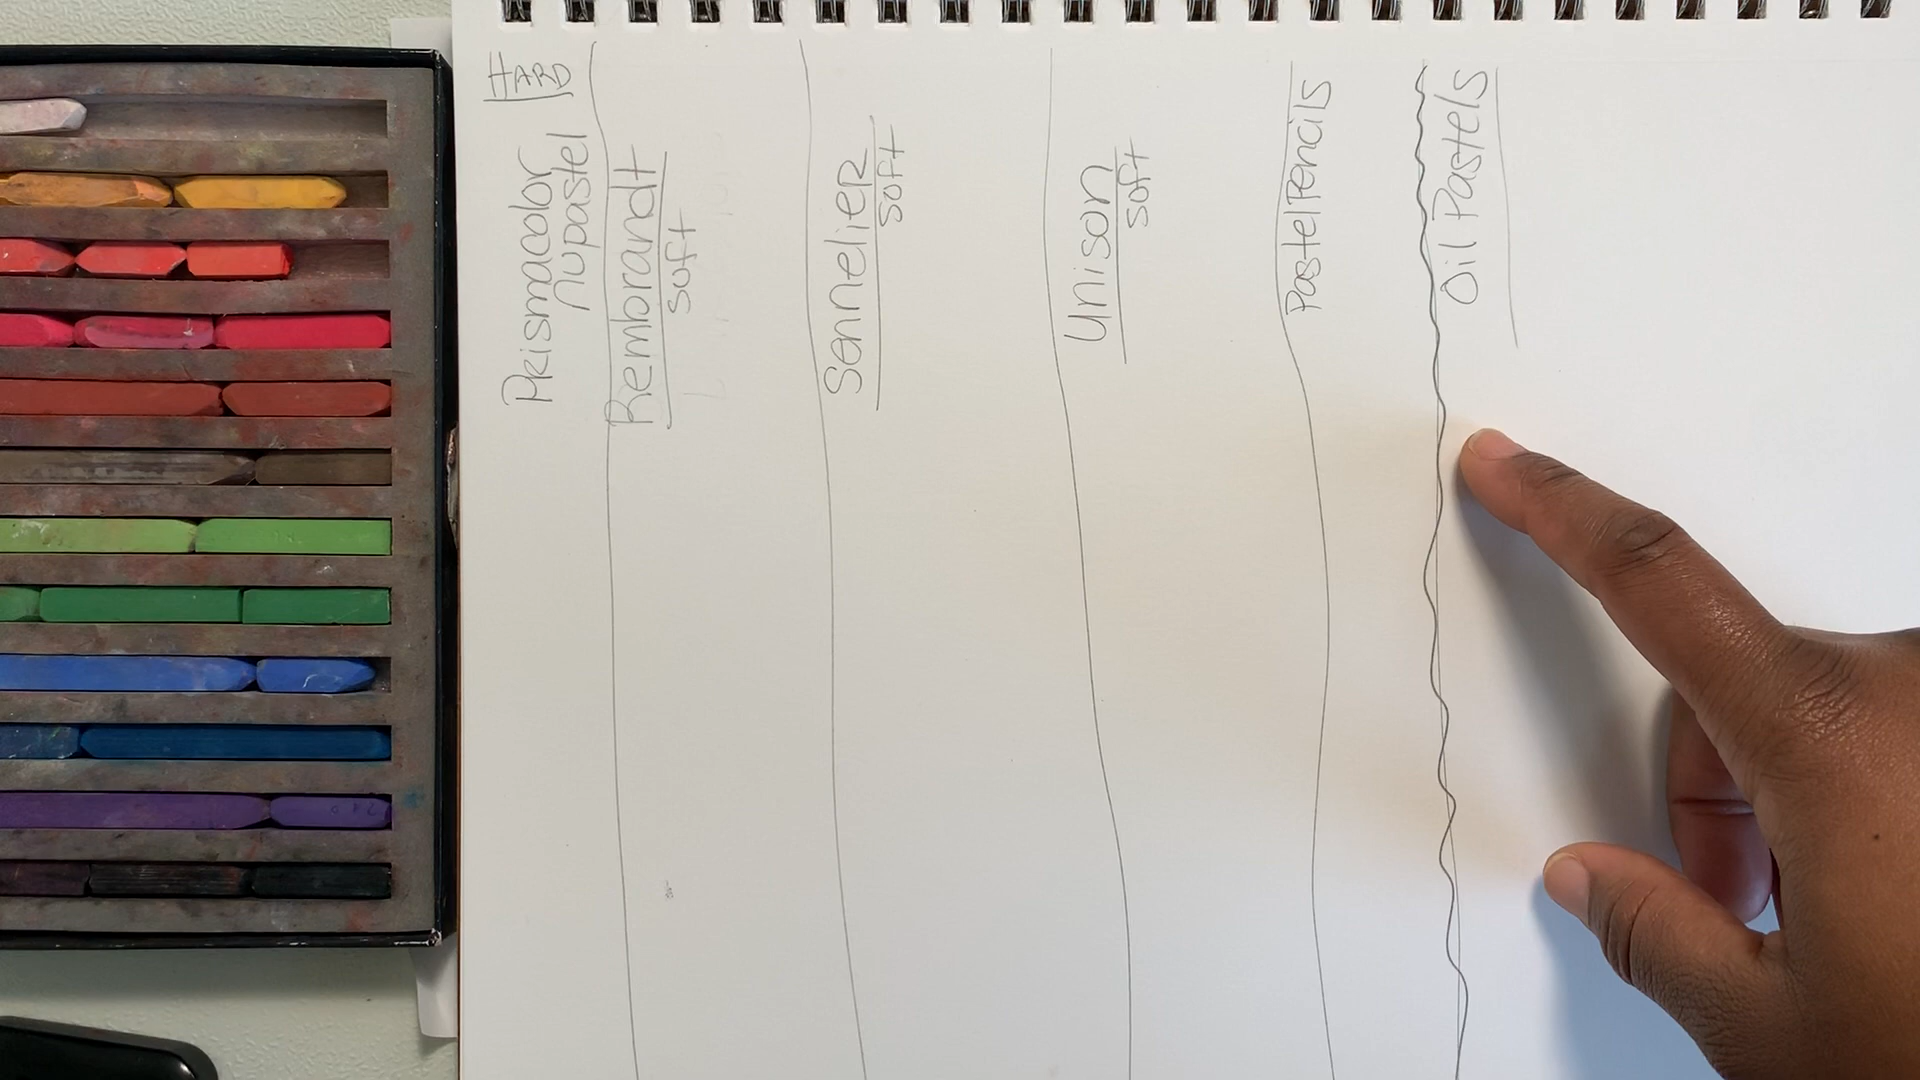 HARD
Prismacolor
nupastel
Rembrandt
soft
Sennelier
soft
Unison
soft
Pastel Pencils
Oil Pastels